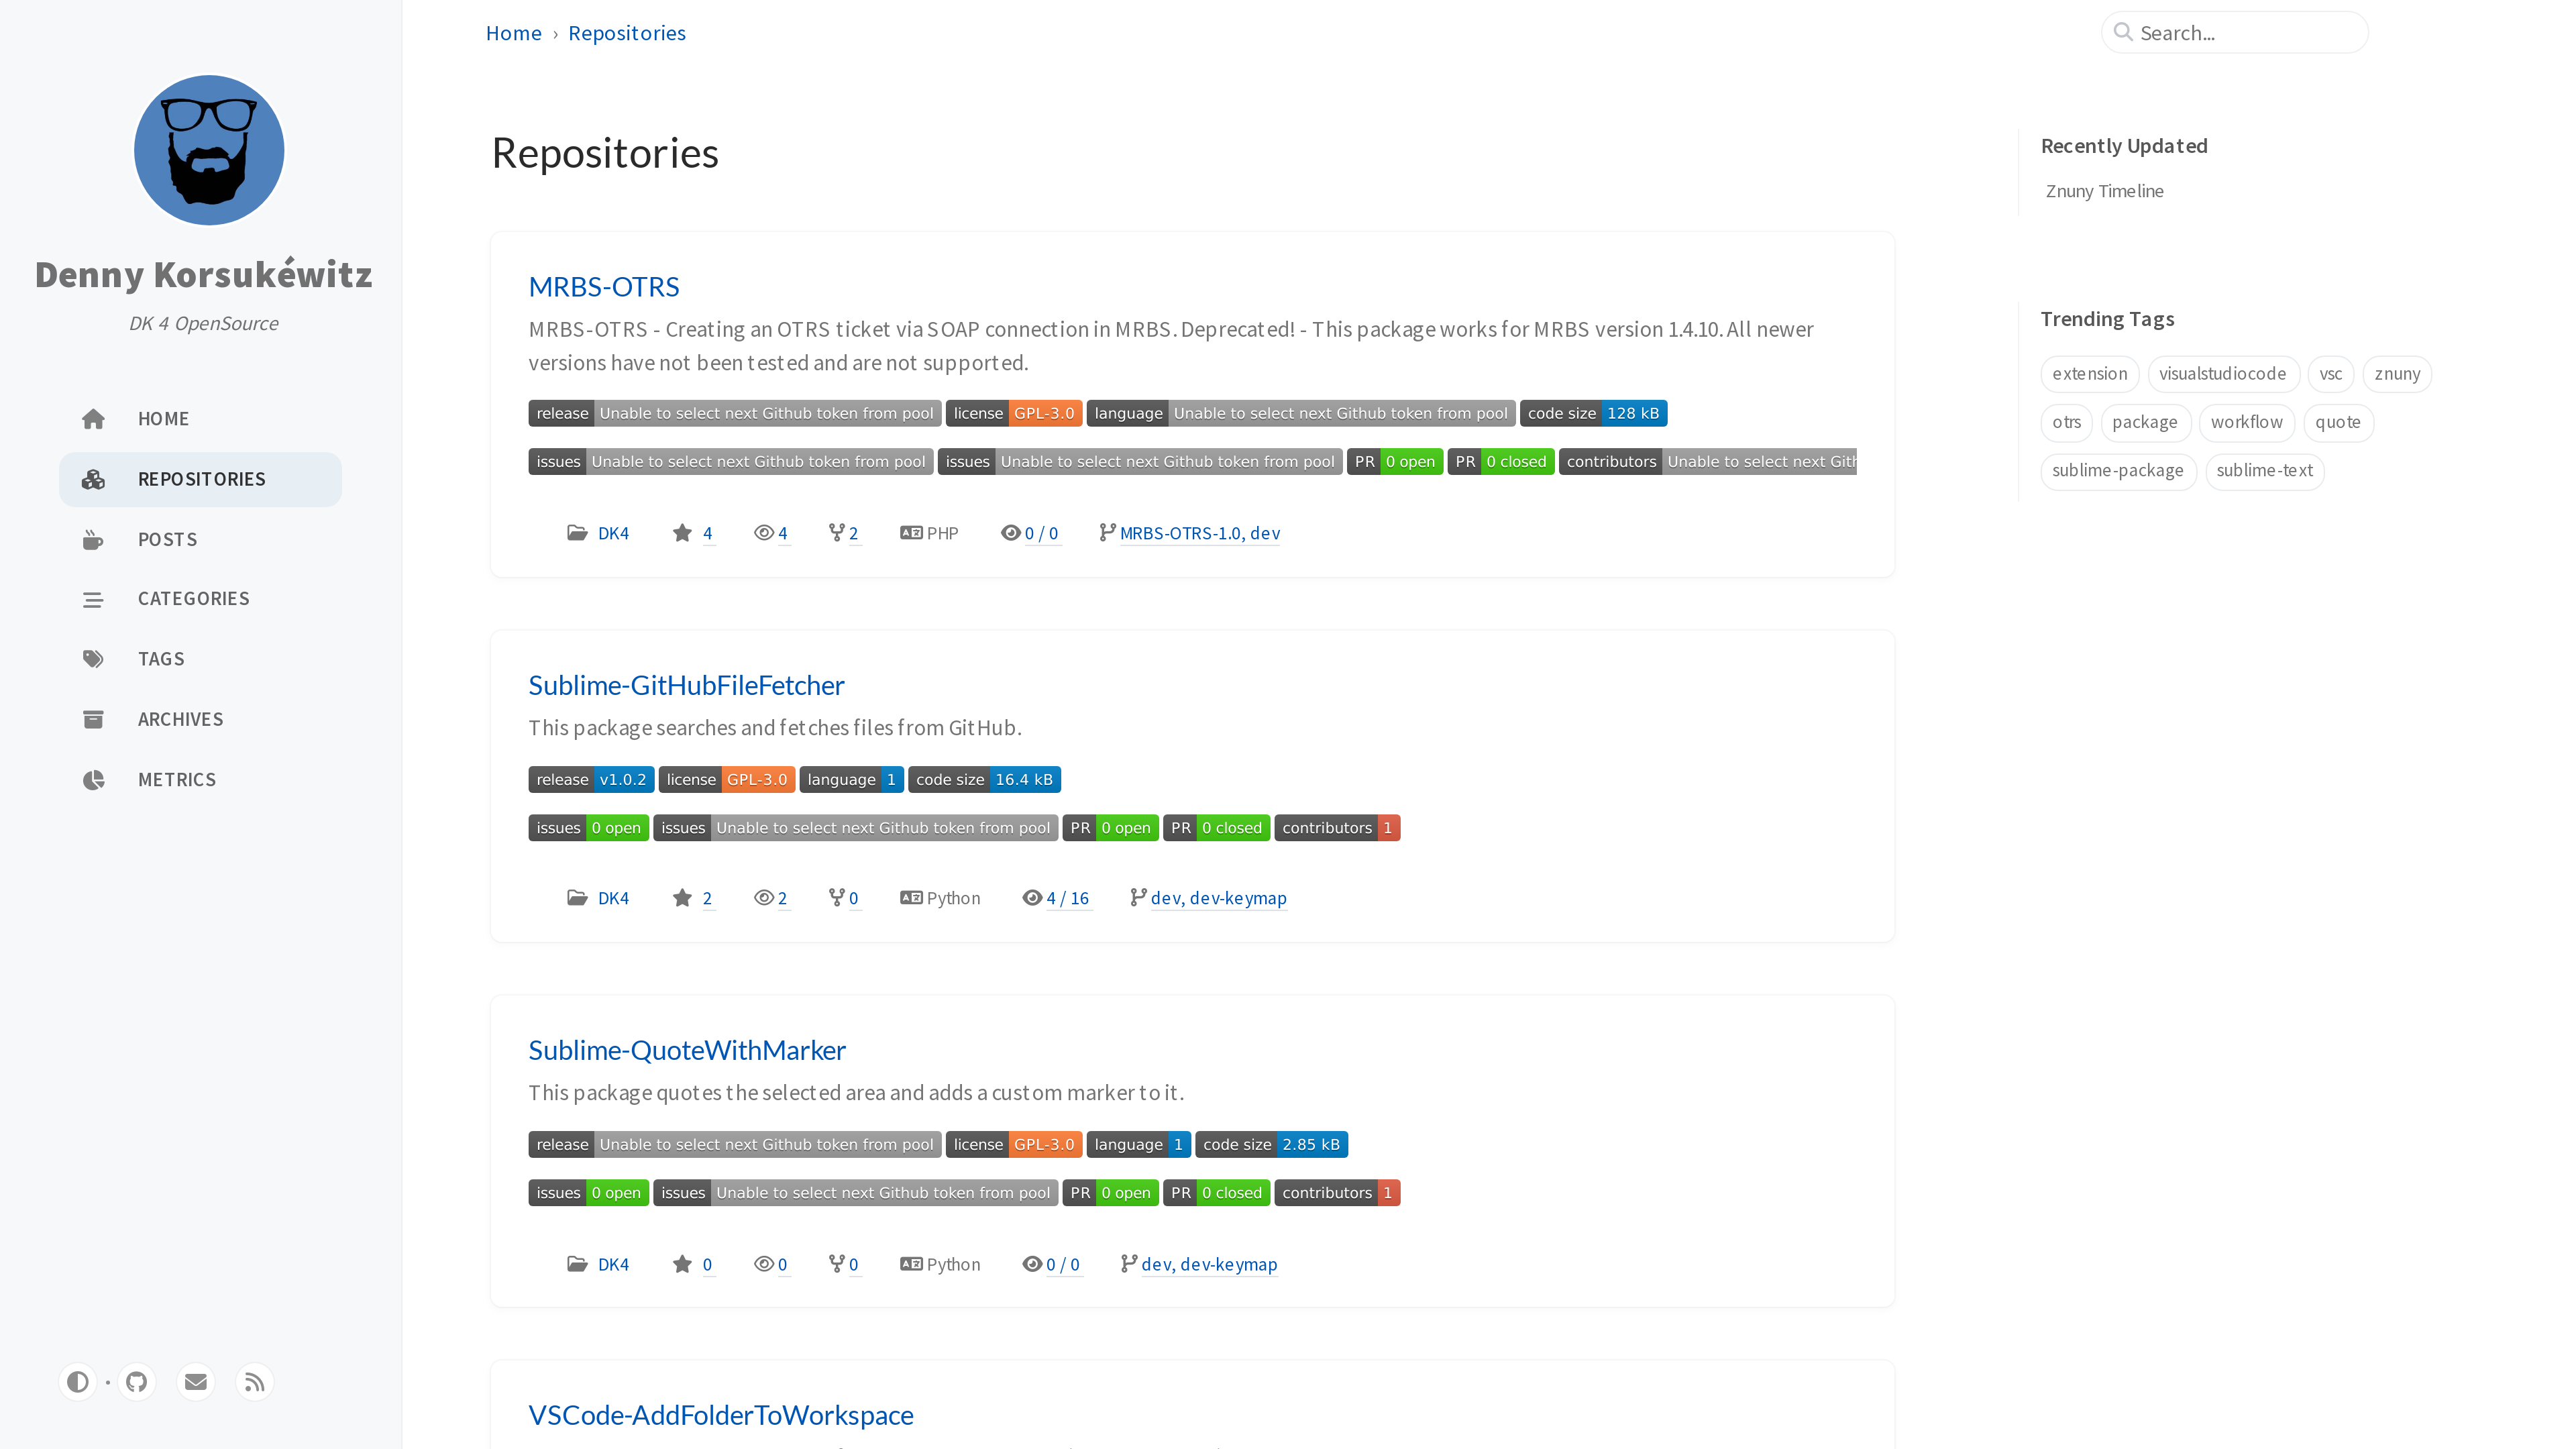 Denny Korsukéwitz
DK 4 OpenSource
HOME
REPOSITORIES
POSTS
CATEGORIES
TAGS
ARCHIVES
METRICS
Home › Repositories
Search...
Repositories
MRBS-OTRS
MRBS-OTRS - Creating an OTRS ticket via SOAP connection in MRBS. Deprecated! - This package works for MRBS version 1.4.10. All newer
versions have not been tested and are not supported.
release Unable to select next Github token from pool license GPL-3.0 language Unable to select next Github token from pool code size 128 kB
issues Unable to select next Github token from pool issues Unable to select next Github token from pool PR 0 open PR 0 closed contributors Unable to select next
DK4 4 4 2 PHP 0 / 0 MRBS-OTRS-1.0, dev
Sublime-GitHubFileFetcher
This package searches and fetches files from GitHub.
release v1.0.2 license GPL-3.0 language 1 code size 16.4 kB
issues 0 open issues Unable to select next Github token from pool PR 0 open PR 0 closed contributors 1
DK4 2 2 0 Python 4 / 16 dev, dev-keymap
Sublime-QuoteWithMarker
This package quotes the selected area and adds a custom marker to it.
release Unable to select next Github token from pool license GPL-3.0 language 1 code size 2.85 kB
issues 0 open issues Unable to select next Github token from pool PR 0 open PR 0 closed contributors 1
DK4 0 0 0 Python 0 / 0 dev, dev-keymap
VSCode-AddFolderToWorkspace
Recently Updated
Znuny Timeline
Trending Tags
extension visualstudiocode vsc znuny
otrs package workflow quote
sublime-package sublime-text